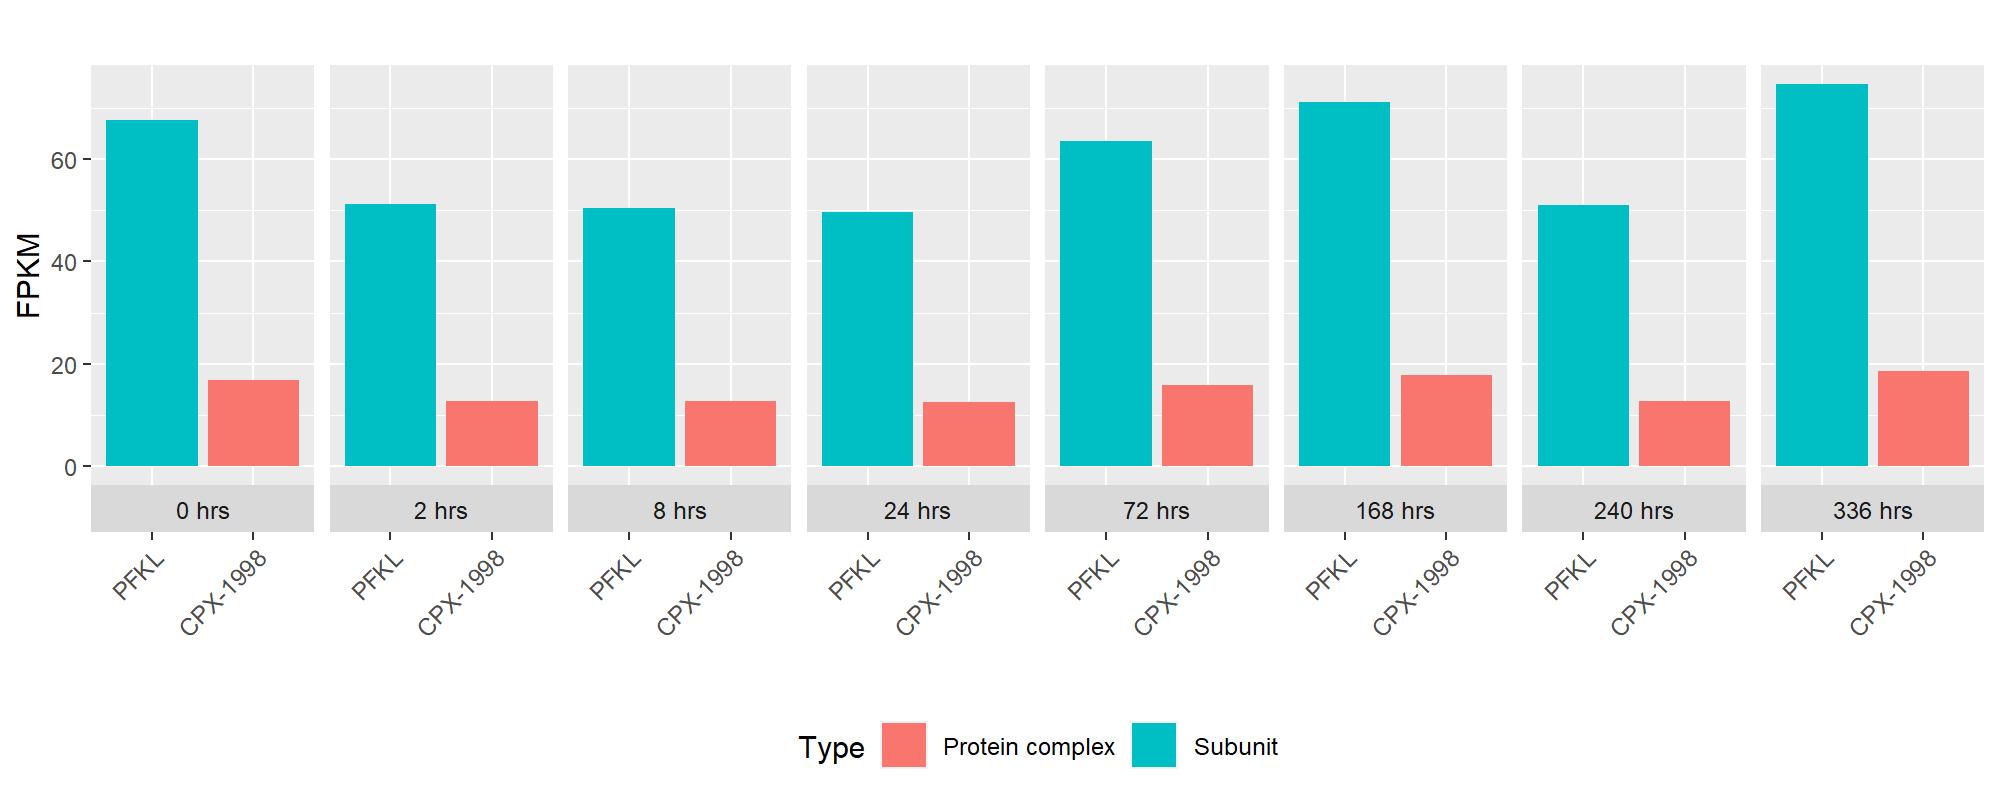 FPKM
60
40
20
0
0 hrs 2 hrs 8 hrs 24 hrs 72 hrs 168 hrs 240 hrs 336 hrs
PFKL CPX-1998 PFKL CPX-1998 PFKL CPX-1998 PFKL CPX-1998 PFKL CPX-1998 PFKL CPX-1998 PFKL CPX-1998 PFKL CPX-1998
Type Protein complex Subunit